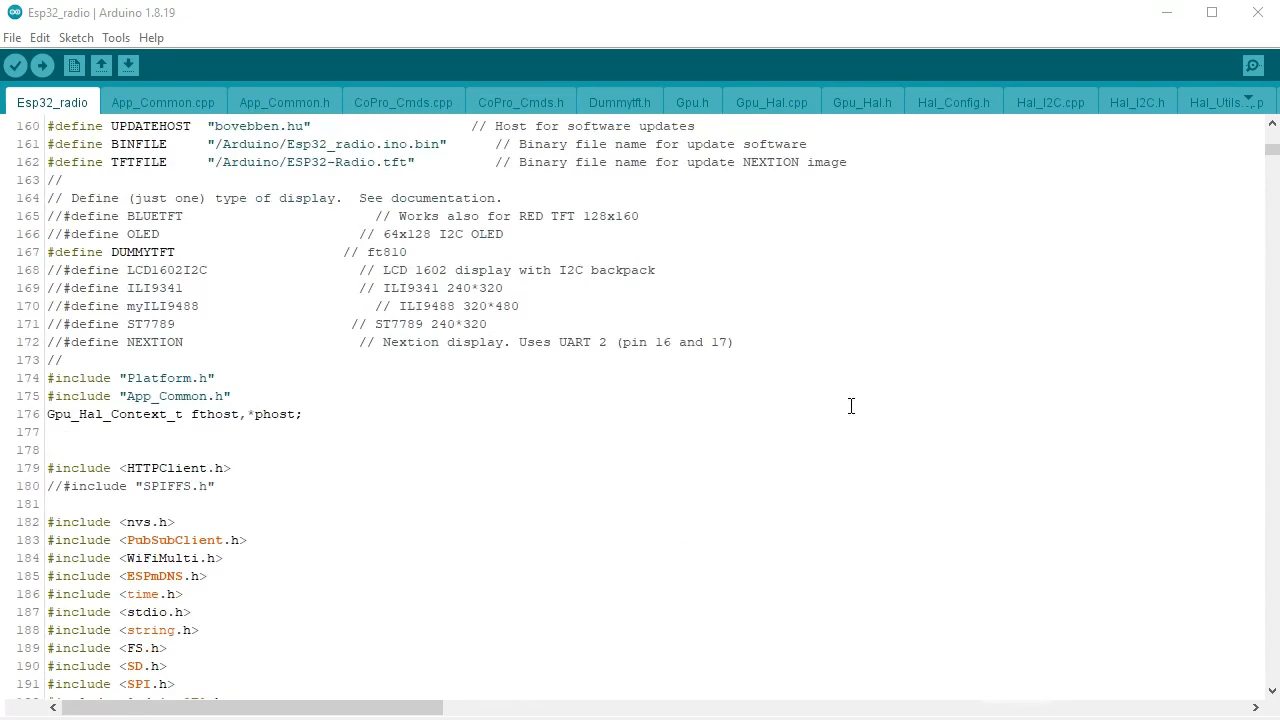 Esp32_radio | Arduino 1.8.19
File Edit Sketch Tools Help
Esp32_radio App_Common.cpp App_Common.h CoPro_Cmds.cpp CoPro_Cmds.h Dummytft.h Gpu.h Gpu_Hal.cpp Gpu_Hal.h Hal_Config.h Hal_I2C.cpp Hal_I2C.h
160 #define UPDATEHOST "bovebben.hu" // Host for software updates
161 #define BINFILE "/Arduino/Esp32_radio.ino.bin" // Binary file name for update software
162 #define TFTFILE "/Arduino/ESP32-Radio.tft" // Binary file name for update NEXTION image
163 //
164 // Define (just one) type of display. See documentation.
165 //#define BLUETFT // Works also for RED TFT 128x160
166 //#define OLED // 64x128 I2C OLED
167 #define DUMMYTFT // ft810
168 //#define LCD1602I2C // LCD 1602 display with I2C backpack
169 //#define ILI9341 // ILI9341 240*320
170 //#define myILI9488 // ILI9488 320*480
171 //#define ST7789 // ST7789 240*320
172 //#define NEXTION // Nextion display. Uses UART 2 (pin 16 and 17)
173 //
174 #include "Platform.h"
175 #include "App_Common.h"
176 Gpu_Hal_Context_t fthost,*phost;
177
178
179 #include <HTTPClient.h>
180 //#include "SPIFFS.h"
181
182 #include <nvs.h>
183 #include <PubSubClient.h>
184 #include <WiFiMulti.h>
185 #include <ESPmDNS.h>
186 #include <time.h>
187 #include <stdio.h>
188 #include <string.h>
189 #include <FS.h>
190 #include <SD.h>
191 #include <SPI.h>